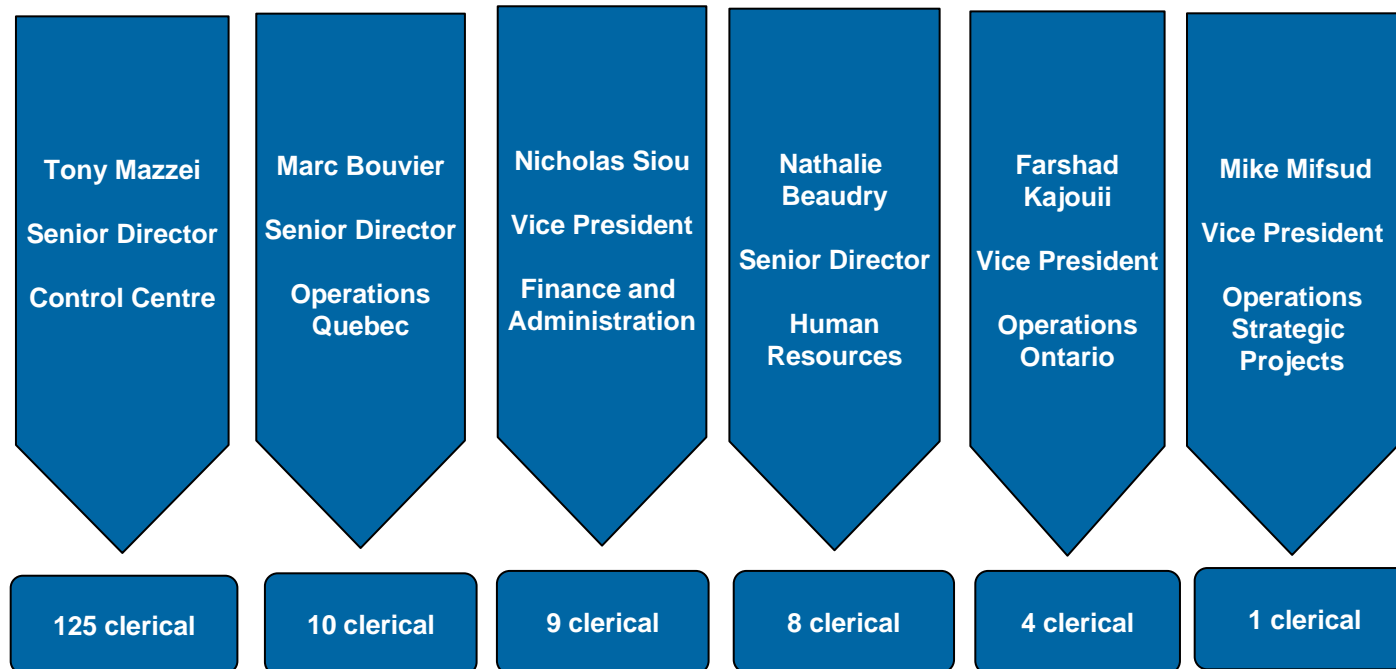 Tony Mazzei
Senior Director
Control Centre
125 clerical
Marc Bouvier
Senior Director
Operations
Quebec
10 clerical
Nicholas Siou
Vice President
Finance and
Administration
9 clerical
Nathalie
Beaudry
Senior Director
Human
Resources
8 clerical
Farshad
Kajouii
Vice President
Operations
Ontario
4 clerical
Mike Mifsud
Vice President
Operations
Strategic
Projects
1 clerical